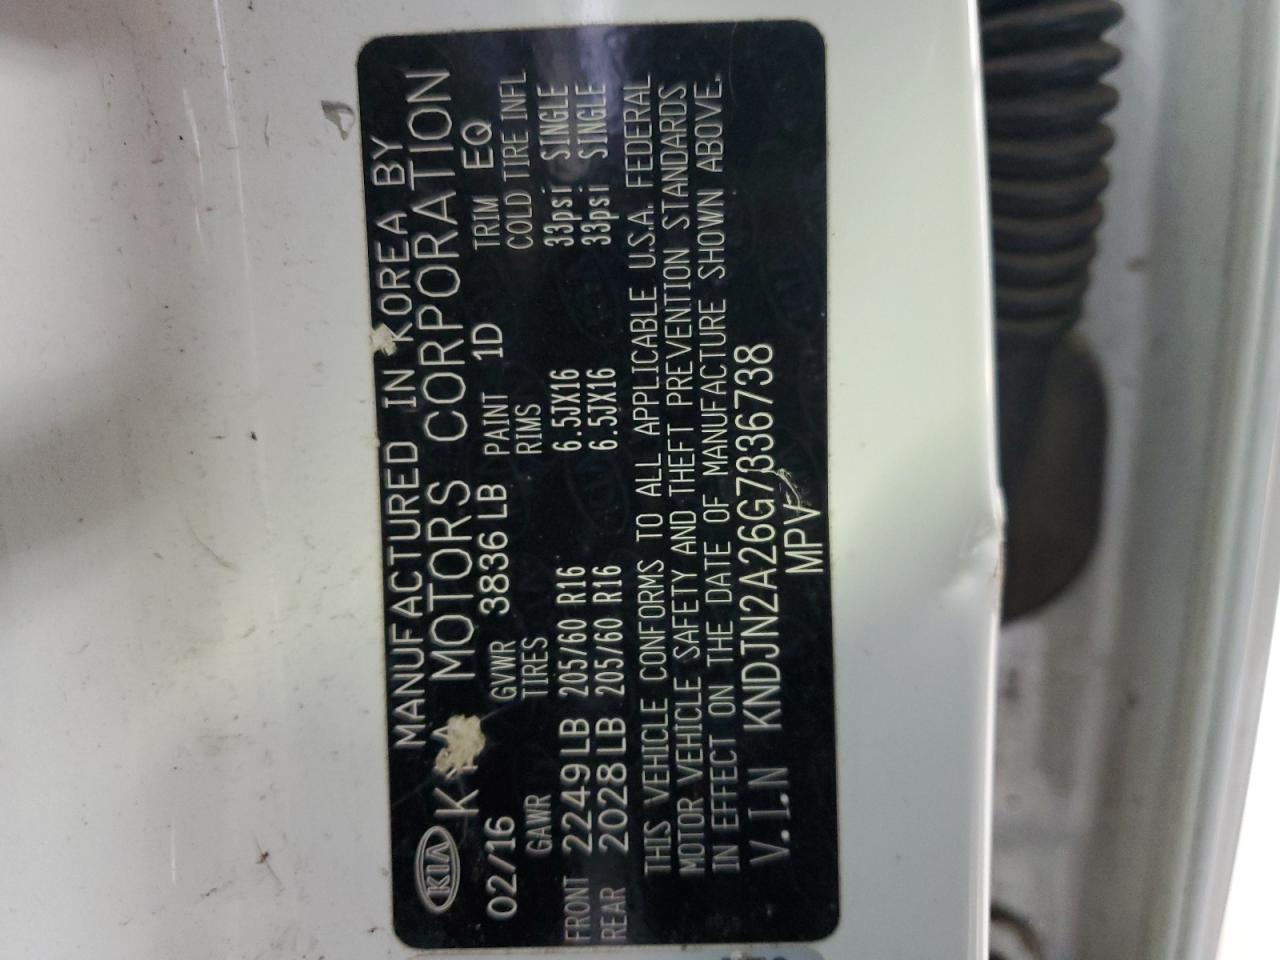 MANUFACTURED IN KOREA BY
KIA MOTORS CORPORATION
02/16 GVWR 3836 LB PAINT 1D TRIM EQ
GAWR TIRES RIMS COLD TIRE INFL
FRONT 2249LB 205/60 R16 6.5JX16 33psi SINGLE
REAR 2028LB 205/60 R16 6.5JX16 33psi SINGLE
THIS VEHICLE CONFORMS TO ALL APPLICABLE U.S.A. FEDERAL
MOTOR VEHICLE SAFETY AND THEFT PREVENTION STANDARDS
IN EFFECT ON THE DATE OF MANUFACTURE SHOWN ABOVE.
V.I.N KNDJN2A26G7336738
MPV